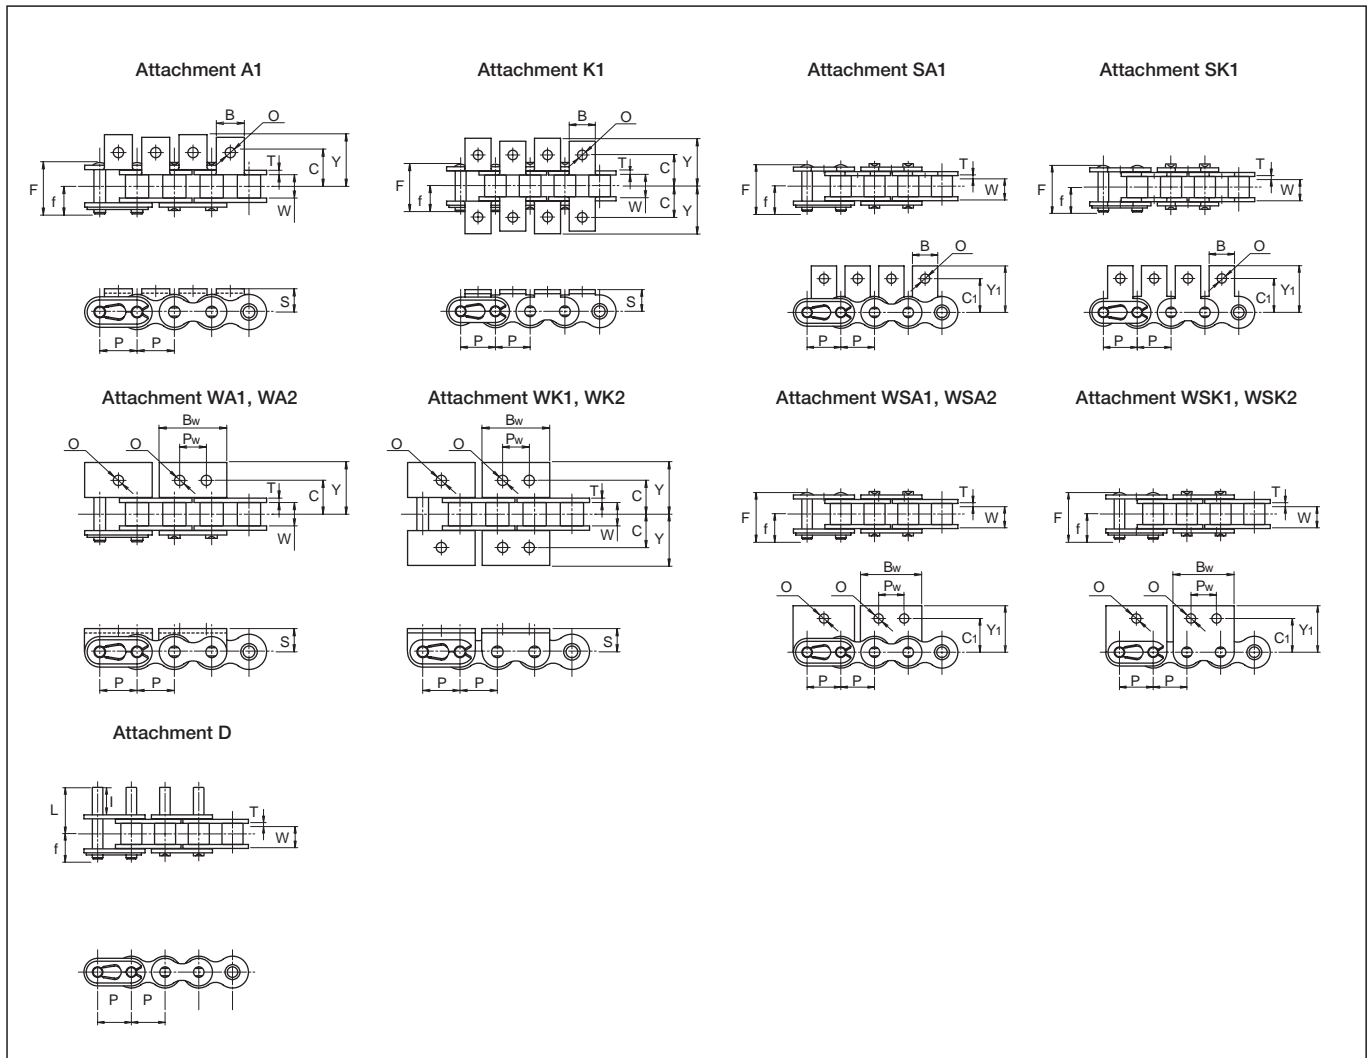 Attachment A1
B
O
T
C
Y
F
f
W
S
P P
Attachment K1
B
O
T
C
Y
F
f
W
C
Y
S
P P
Attachment SA1
T
F
f
W
B
O
C1
Y1
P P
Attachment SK1
T
F
f
W
B
O
C1
Y1
P P
Attachment WA1, WA2
Bw
O O Pw
T
C
Y
W
S
P P
Attachment WK1, WK2
Bw
O O Pw
T
C
Y
W
C
Y
S
P P
Attachment WSA1, WSA2
T
F
f
W
Bw
O O Pw
C1
Y1
P P
Attachment WSK1, WSK2
T
F
f
W
Bw
O O Pw
C1
Y1
P P
Attachment D
L
l
T
f
W
P P